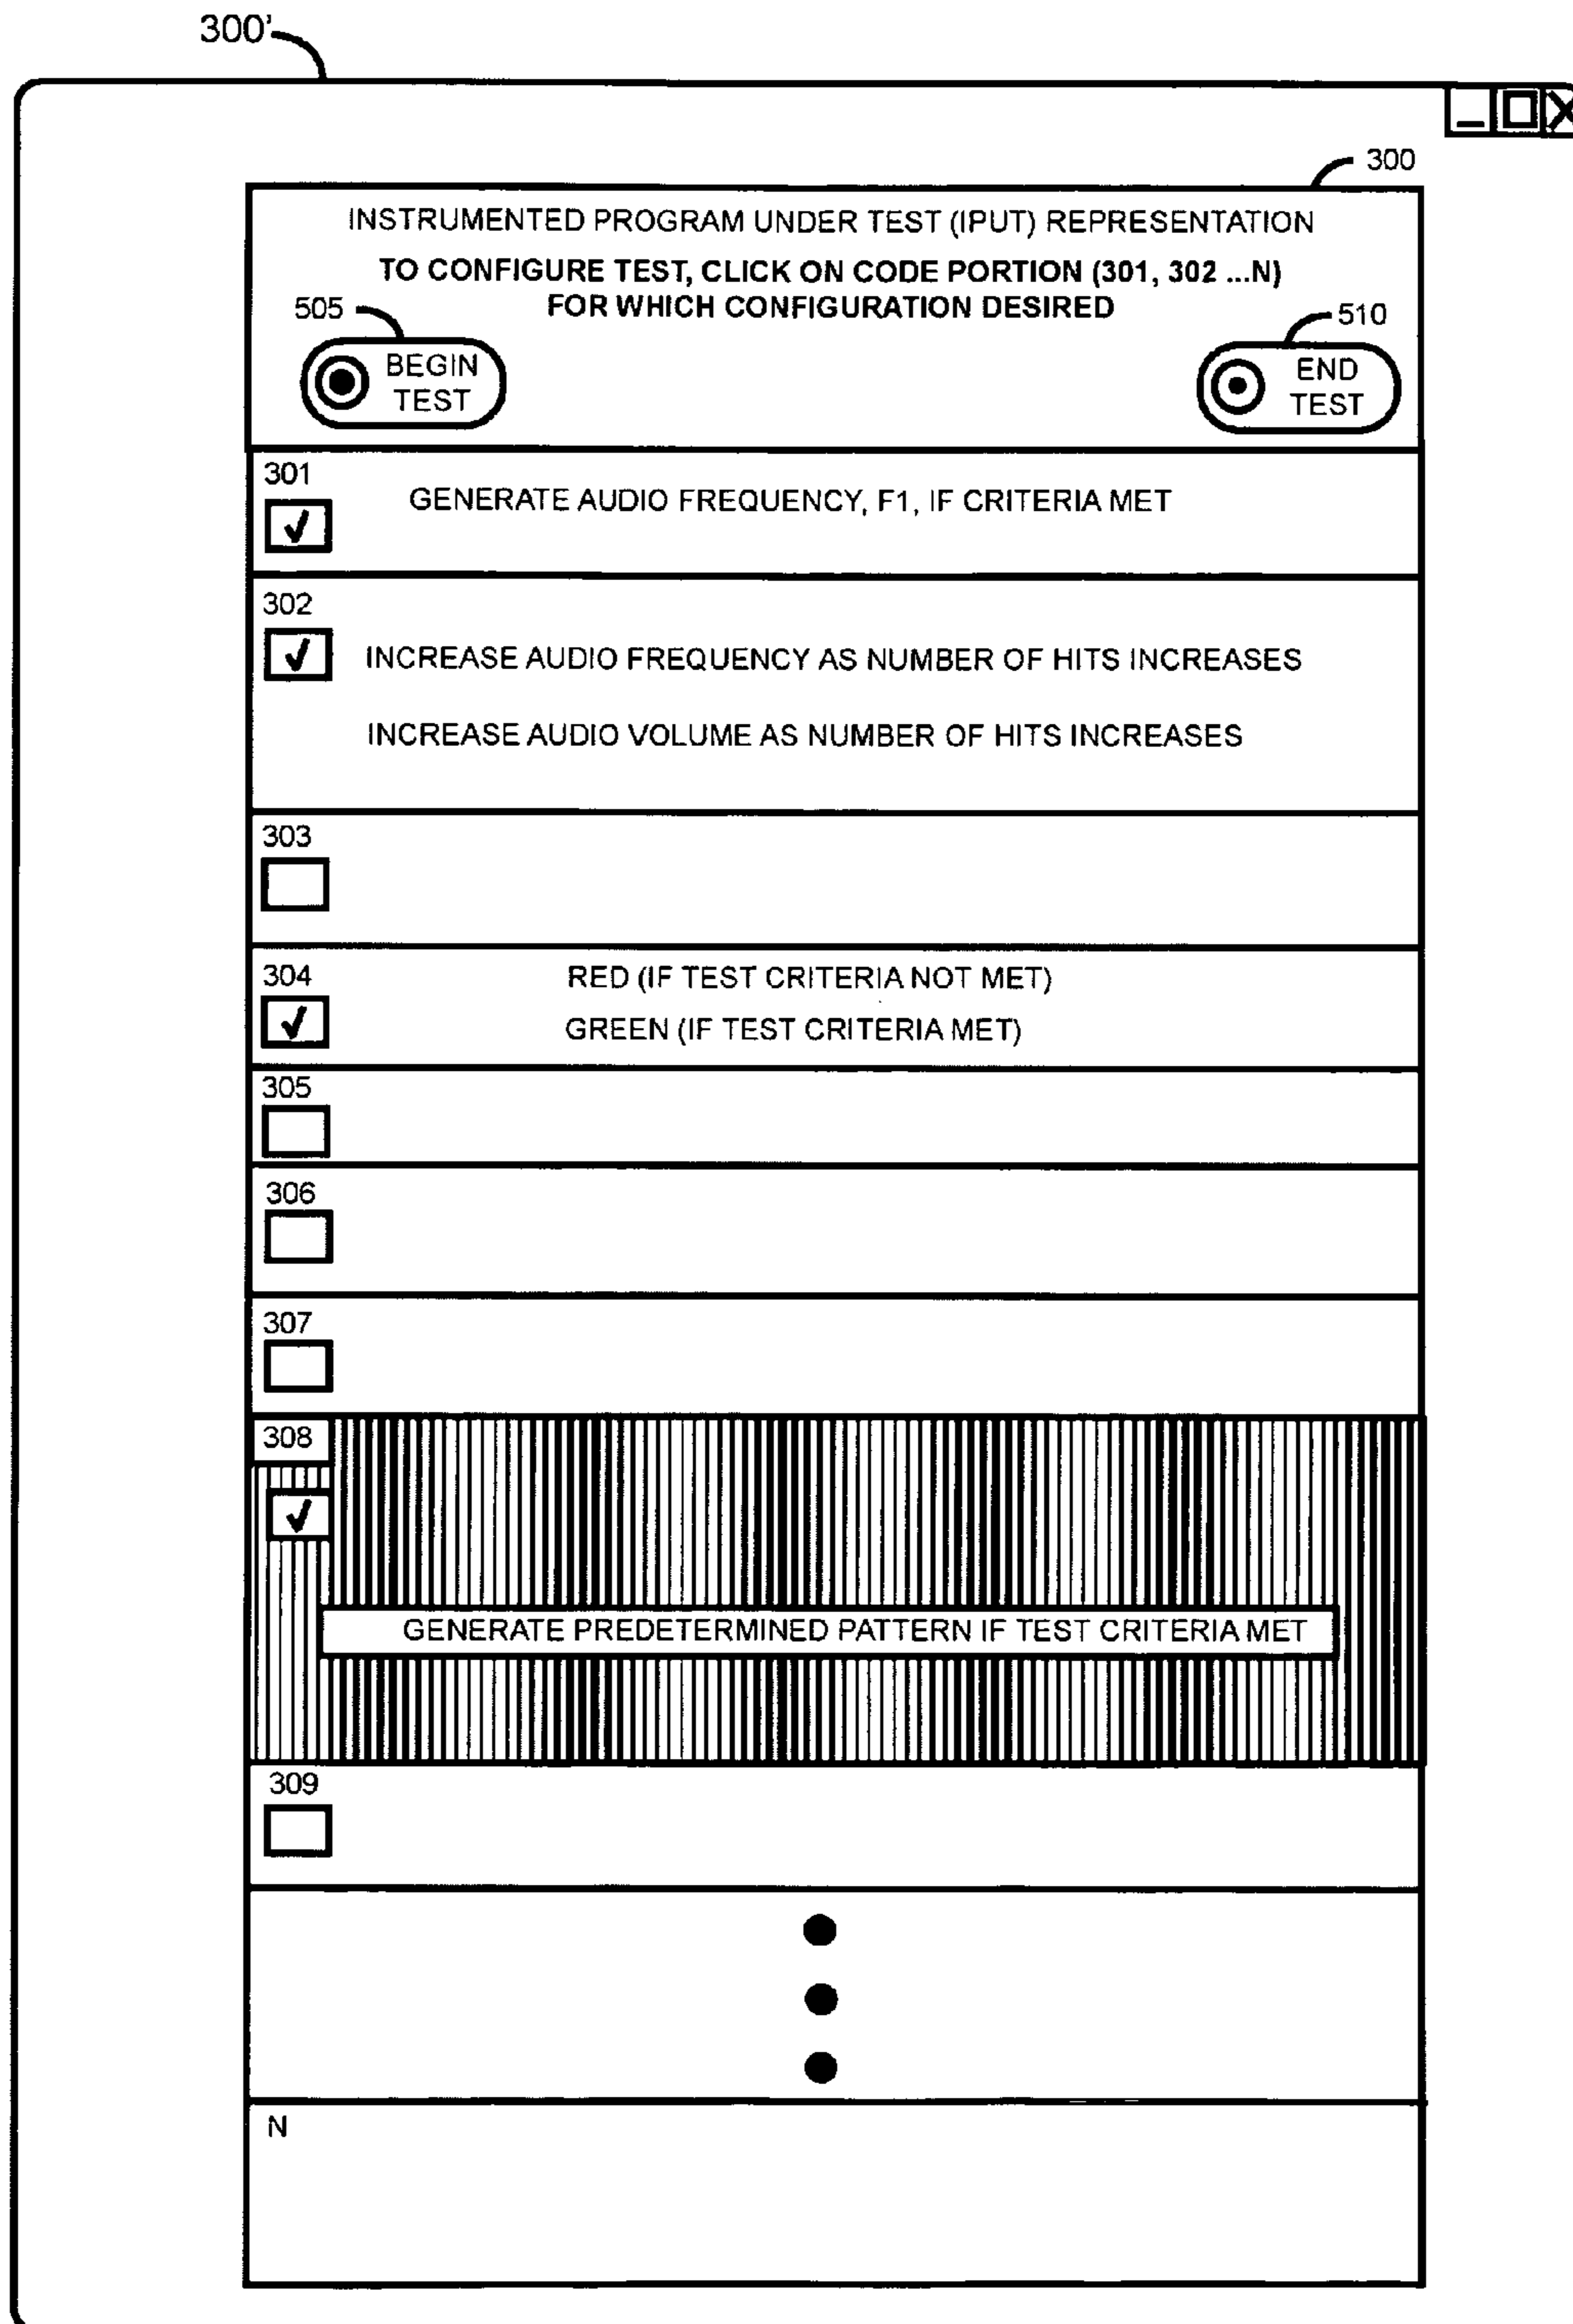 300'
300
INSTRUMENTED PROGRAM UNDER TEST (IPUT) REPRESENTATION
TO CONFIGURE TEST, CLICK ON CODE PORTION (301, 302 ...N)
FOR WHICH CONFIGURATION DESIRED
505
510
BEGIN
TEST
END
TEST
301
GENERATE AUDIO FREQUENCY, F1, IF CRITERIA MET
302
INCREASE AUDIO FREQUENCY AS NUMBER OF HITS INCREASES
INCREASE AUDIO VOLUME AS NUMBER OF HITS INCREASES
303
304
RED (IF TEST CRITERIA NOT MET)
GREEN (IF TEST CRITERIA MET)
305
306
307
308
GENERATE PREDETERMINED PATTERN IF TEST CRITERIA MET
309
N